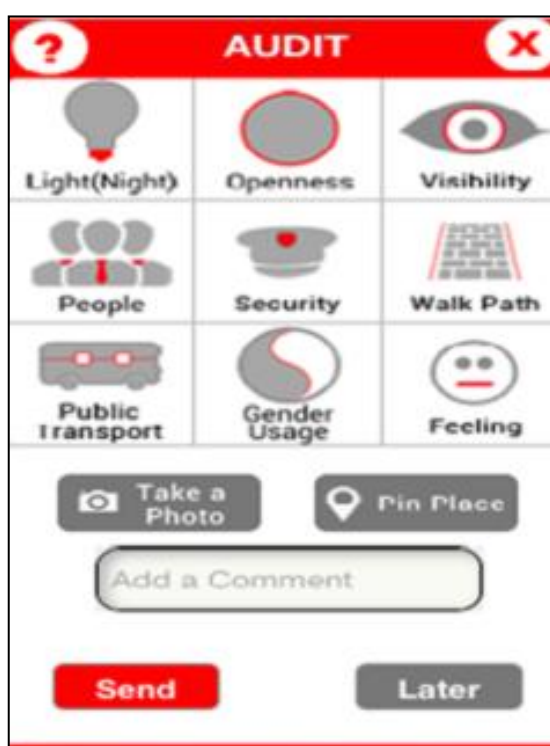 ? AUDIT X
Light(Night) Openness Visibility
People Security Walk Path
Public
Transport
Gender
Usage
Feeling
Take a
Photo
Pin Place
Add a Comment
Send Later